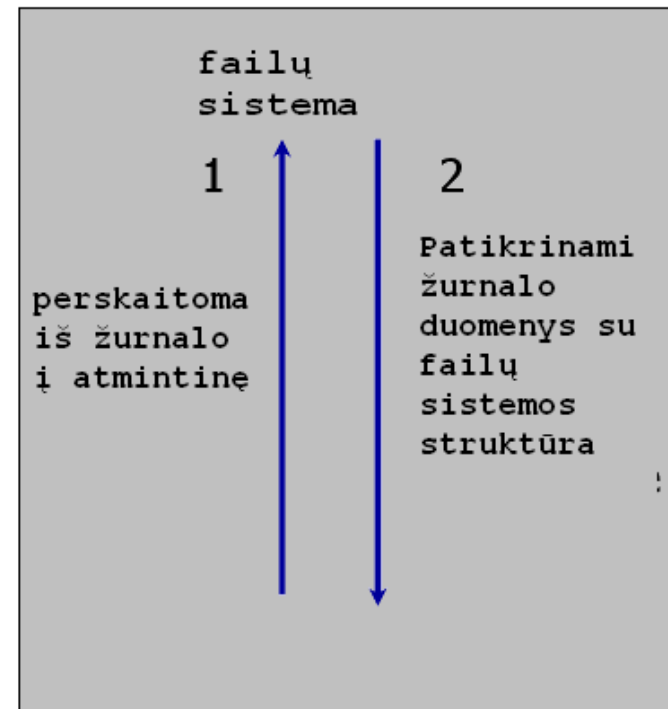 failų
sistema
1
perskaitoma
iš žurnalo
į atmintinę
2
Patikrinami
žurnalo
duomenys su
failų
sistemos
struktūra